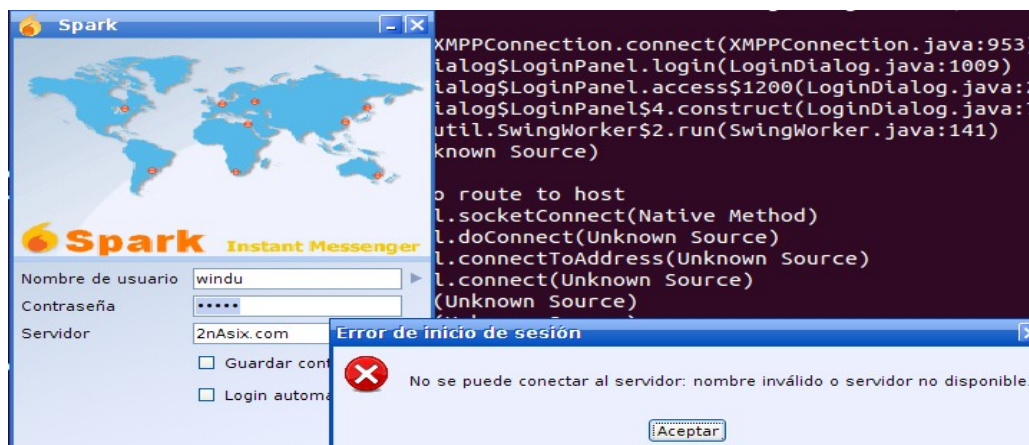 Spark
Spark Instant Messenger
Nombre de usuario windu
Contraseña •••••
Servidor 2nAsix.com
Guardar cont
Login automa
XMPPConnection.connect(XMPPConnection.java:953
ialog$LoginPanel.login(LoginDialog.java:1009)
ialog$LoginPanel.access$1200(LoginDialog.java:
ialog$LoginPanel$4.construct(LoginDialog.java:
util.SwingWorker$2.run(SwingWorker.java:141)
known Source)
o route to host
l.socketConnect(Native Method)
l.doConnect(Unknown Source)
l.connectToAddress(Unknown Source)
l.connect(Unknown Source)
(Unknown Source)
Error de inicio de sesión
No se puede conectar al servidor: nombre inválido o servidor no disponible.
Aceptar